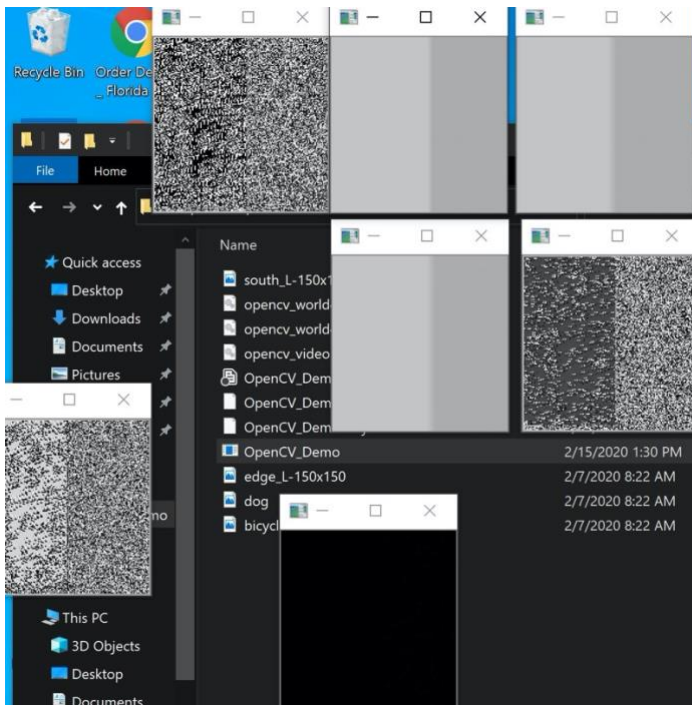 Recycle Bin
Order De
_ Florida
File
Home
Name
Quick access
Desktop
Downloads
Documents
Pictures
south_L-150x1
opencv_world
opencv_world
opencv_video
OpenCV_Dem
OpenCV_Dem
OpenCV_Dem
OpenCV_Demo 2/15/2020 1:30 PM
edge_L-150x150 2/7/2020 8:22 AM
dog 2/7/2020 8:22 AM
mo
bicycl 2/7/2020 8:22 AM
This PC
3D Objects
Desktop
Documents